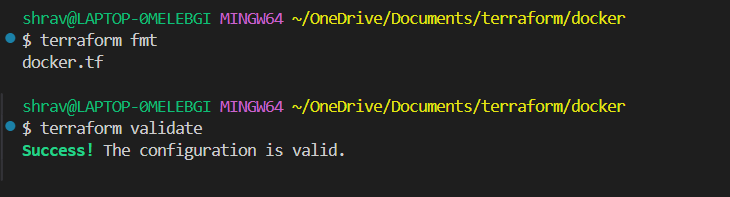 shrav@LAPTOP-0MELEBGI MINGW64 ~/OneDrive/Documents/terraform/docker
$ terraform fmt
docker.tf
shrav@LAPTOP-0MELEBGI MINGW64 ~/OneDrive/Documents/terraform/docker
$ terraform validate
Success! The configuration is valid.